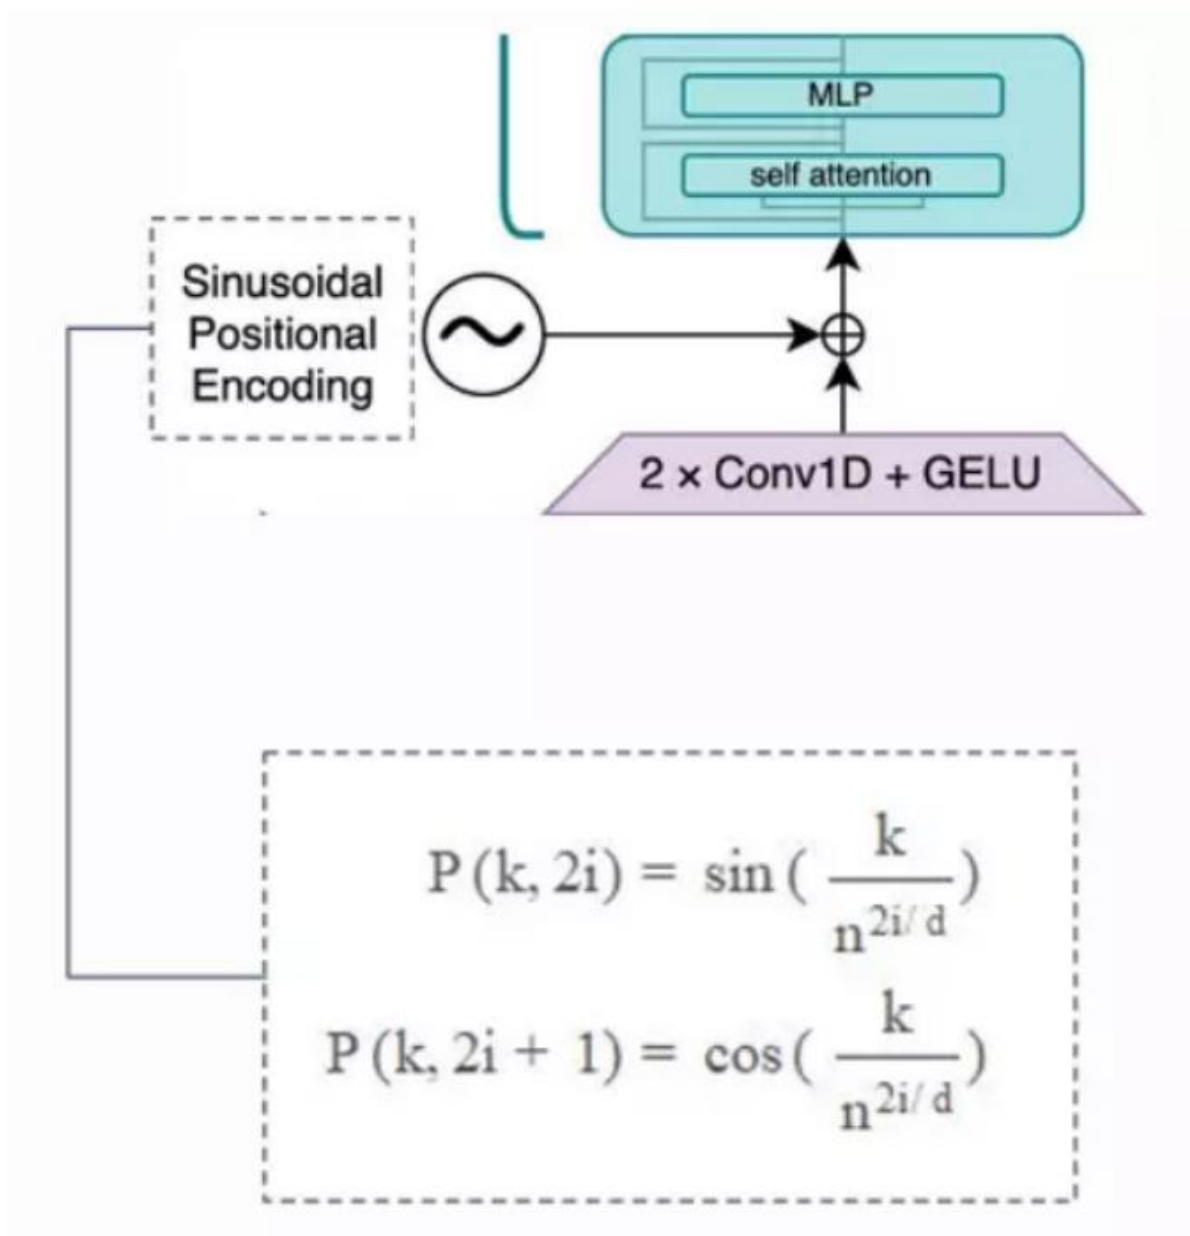 MLP
self attention
Sinusoidal
Positional
Encoding
2 × Conv1D + GELU
P(k, 2i) = sin( k / n^{2i/d} )
P(k, 2i + 1) = cos( k / n^{2i/d} )